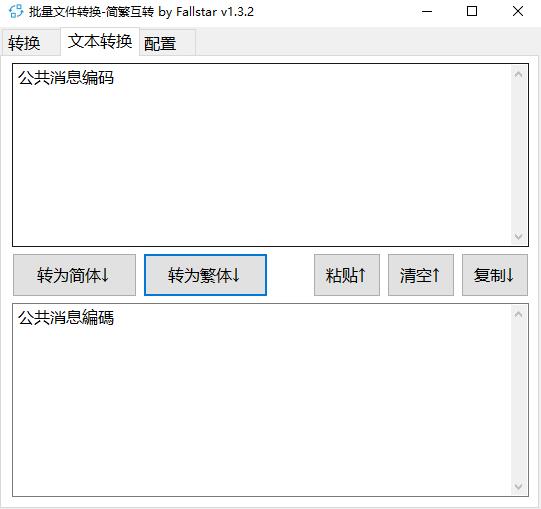 批量文件转换-简繁互转 by Fallstar v1.3.2
转换 文本转换 配置
公共消息编码
转为简体↓ 转为繁体↓ 粘贴↑ 清空↑ 复制↓
公共消息編碼